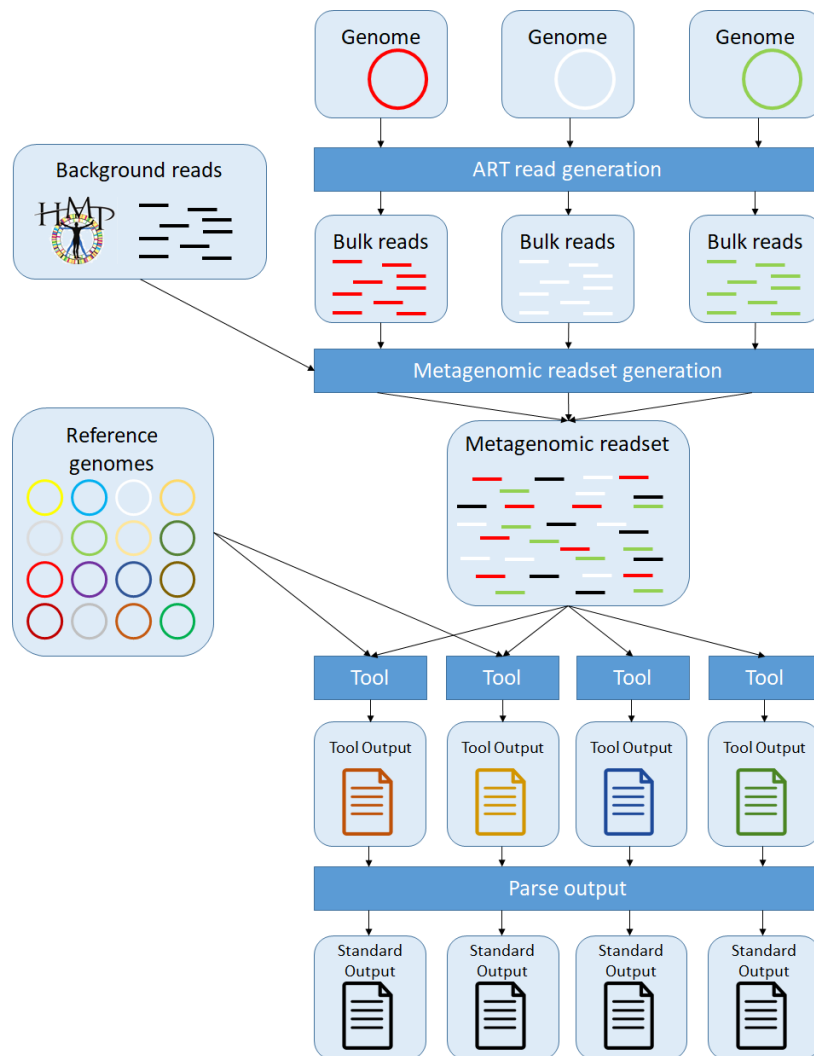 Genome
Genome
Genome
ART read generation
Background reads
HMP
Bulk reads
Bulk reads
Bulk reads
Metagenomic readset generation
Reference
genomes
Metagenomic readset
Tool
Tool
Tool
Tool
Tool Output
Tool Output
Tool Output
Tool Output
Parse output
Standard
Output
Standard
Output
Standard
Output
Standard
Output